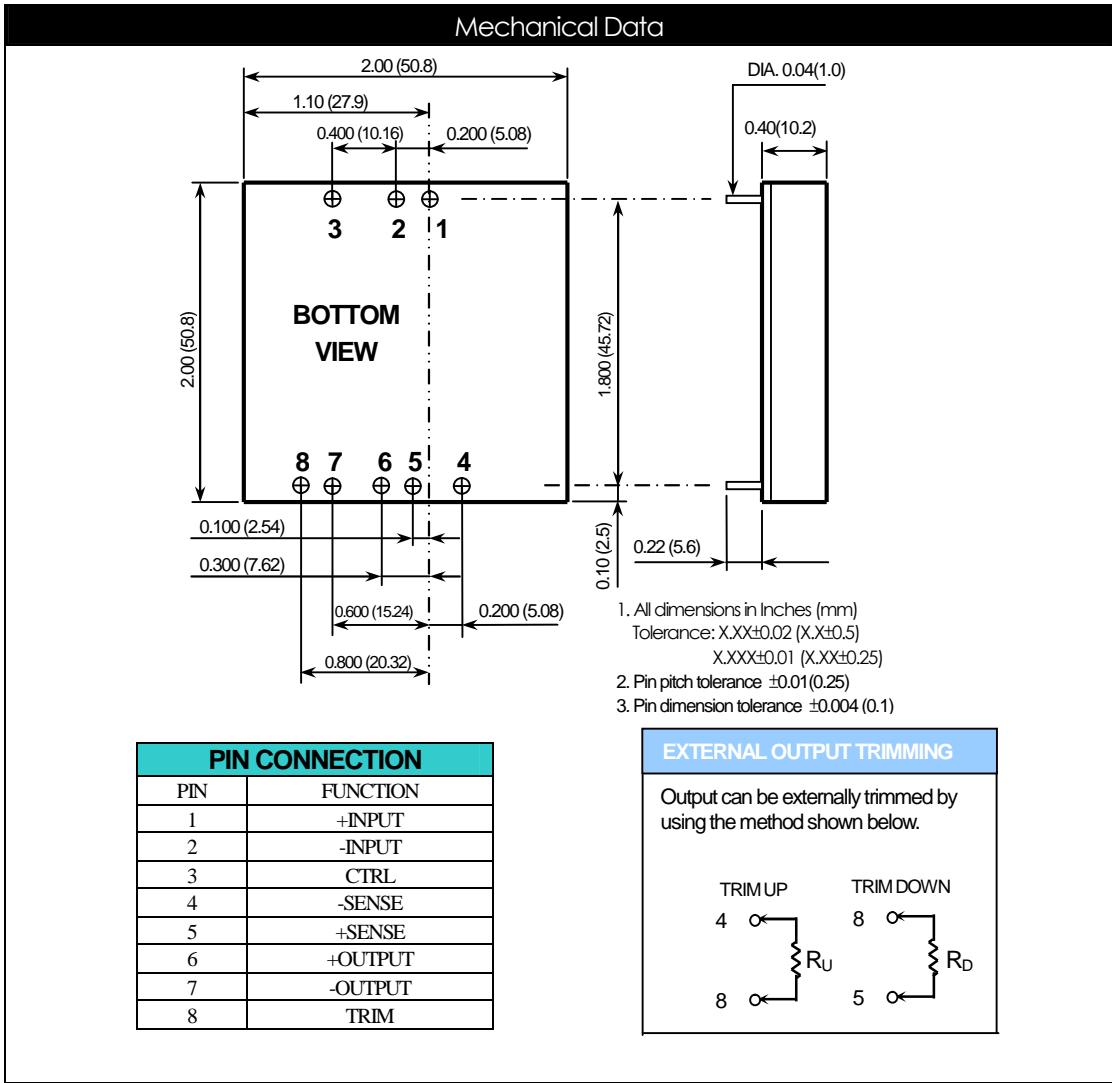 Mechanical Data
2.00 (50.8)
DIA. 0.04(1.0)
1.10 (27.9)
0.400 (10.16)
0.200 (5.08)
0.40(10.2)
3 2 1
BOTTOM
VIEW
2.00 (50.8)
1.800 (45.72)
8 7 6 5 4
0.100 (2.54)
0.300 (7.62)
0.600 (15.24)
0.200 (5.08)
0.800 (20.32)
0.10 (2.5)
0.22 (5.6)
1. All dimensions in Inches (mm)
Tolerance: X.XX±0.02 (X.X±0.5)
X.XXX±0.01 (X.XX±0.25)
2. Pin pitch tolerance ±0.01(0.25)
3. Pin dimension tolerance ±0.004 (0.1)
PIN CONNECTION
PIN FUNCTION
1 +INPUT
2 -INPUT
3 CTRL
4 -SENSE
5 +SENSE
6 +OUTPUT
7 -OUTPUT
8 TRIM
EXTERNAL OUTPUT TRIMMING
Output can be externally trimmed by
using the method shown below.
TRIM UP TRIM DOWN
4 8
RU RD
8 5